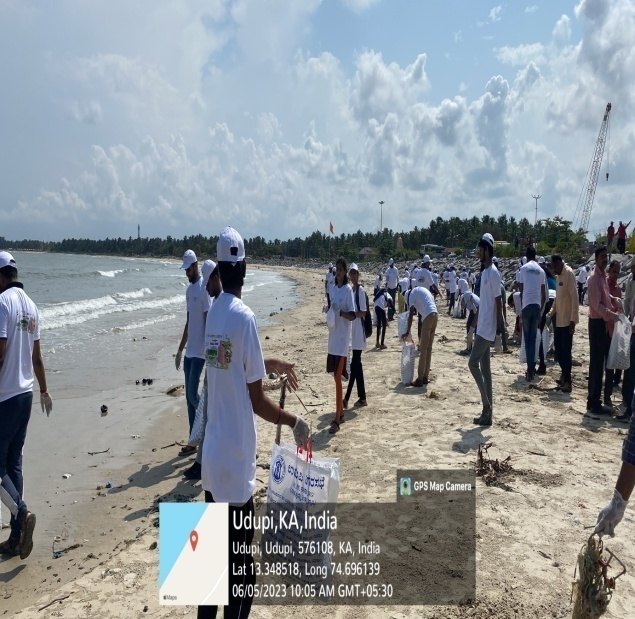 GPS Map Camera
Udupi,KA,India
Udupi, Udupi, 576108, KA, India
Lat 13.348518, Long 74.696139
06/05/2023 10:05 AM GMT+05:30